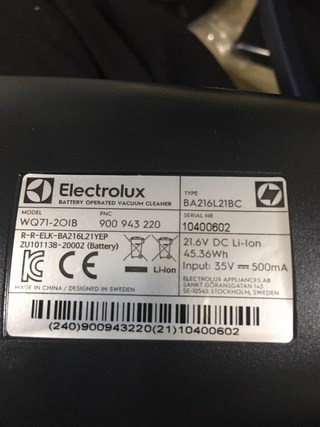 Electrolux
BATTERY OPERATED VACUUM CLEANER
TYPE
BA216L21BC
MODEL
WQ71-2OIB
PNC
900 943 220
SERIAL NR
10400602
R-R-ELK-BA216L21YEP
ZU101138-20002 (Battery)
21.6V DC Li-Ion
45.36Wh
Input: 35V 500mA
CE
Li-ion
ELECTROLUX APPLIANCES AB
SANKT GÖRANSGATAN 143
SE-10545 STOCKHOLM, SWEDEN
MADE IN CHINA / DESIGNED IN SWEDEN
(240)900943220(21)10400602